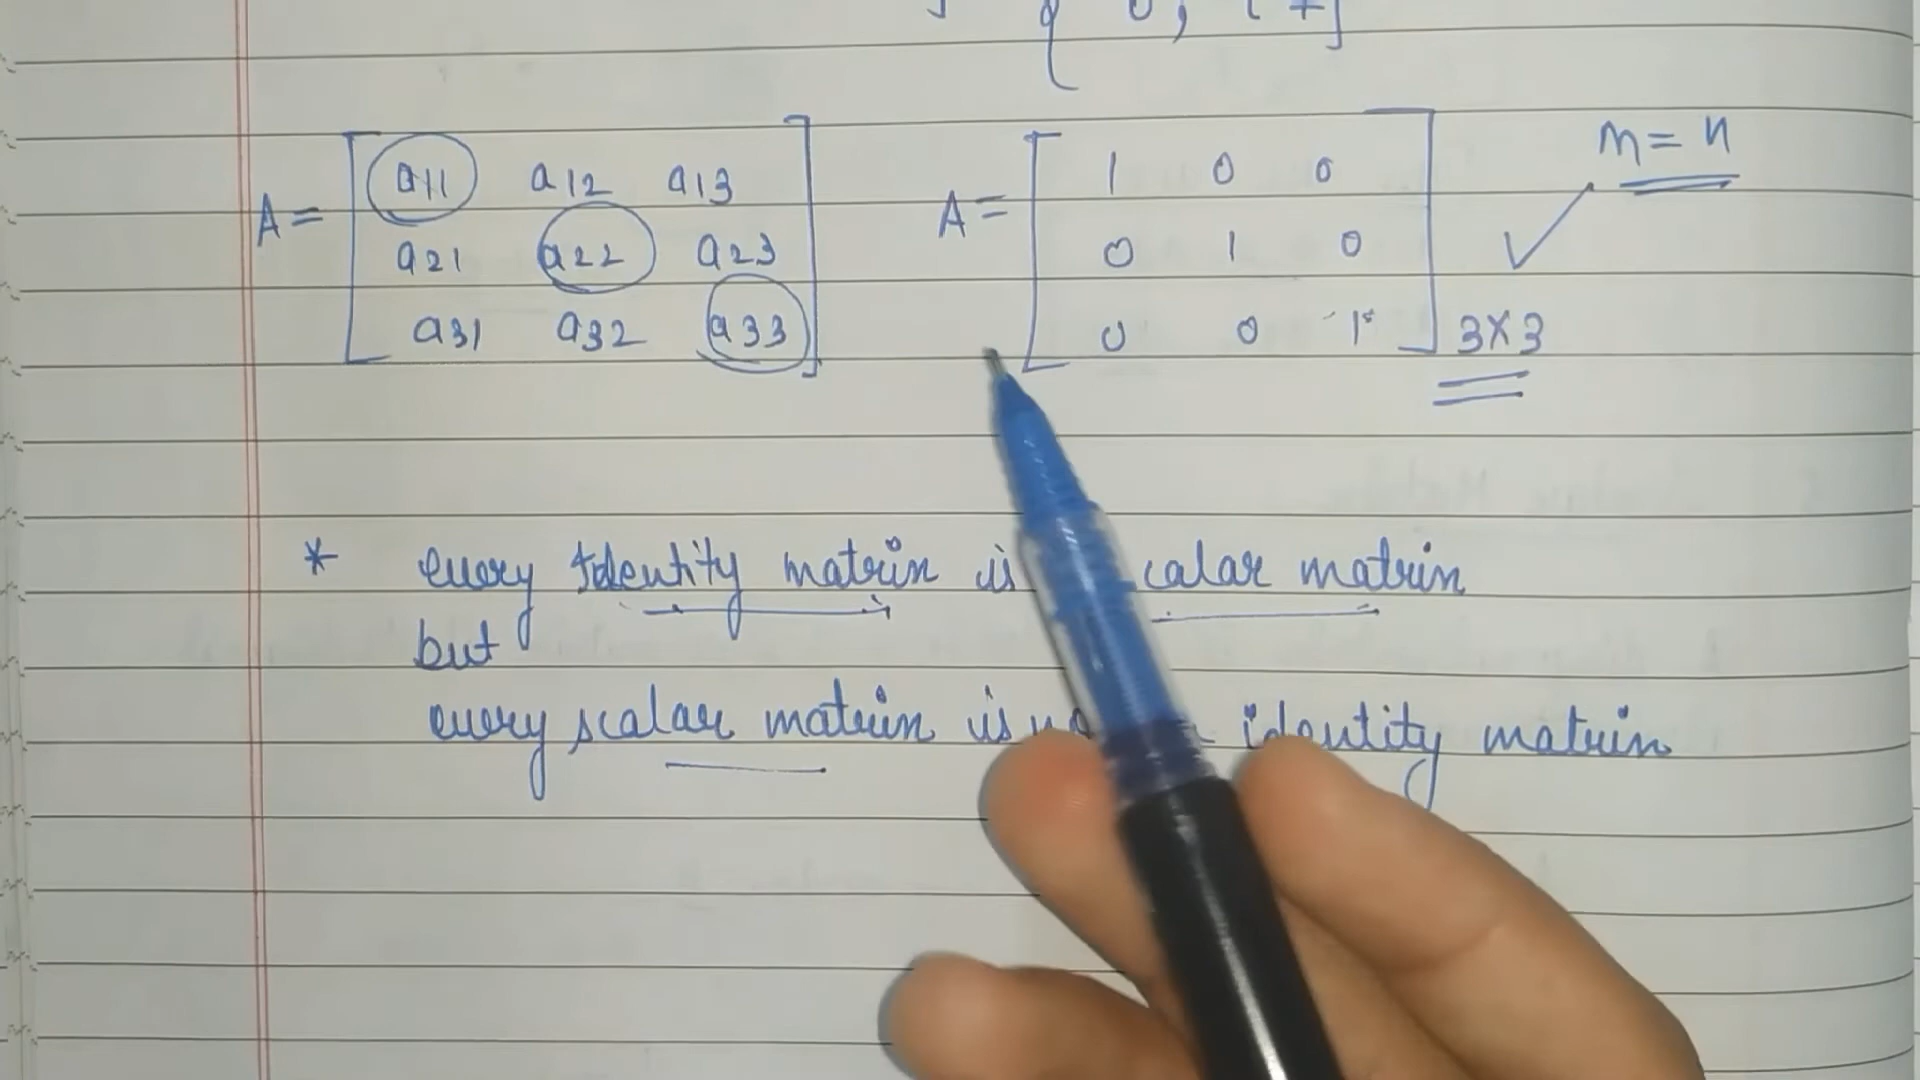 0, i ≠ j
A = [ a11 a12 a13
a21 a22 a23
a31 a32 a33 ]
A = [ 1 0 0
0 1 0
0 0 1 ] 3×3
m = n
* every Identity matrix is calar matrix
but
every scalar matrix is identity matrix